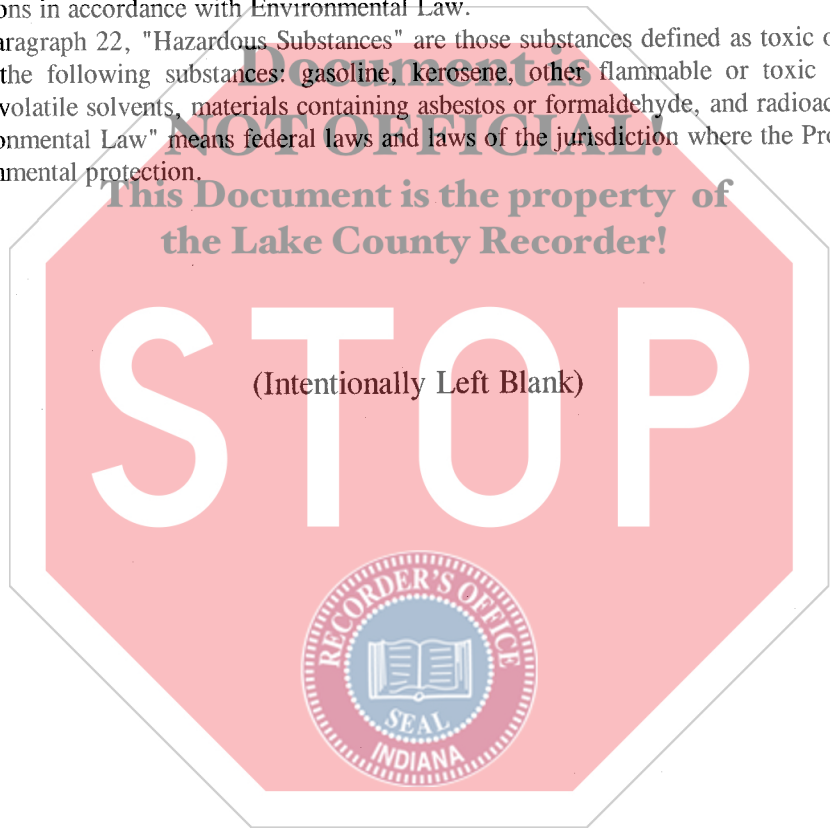 ons in accordance with Environmental Law.
aragraph 22, "Hazardous Substances" are those substances defined as toxic o
the following substances: gasoline, kerosene, other flammable or toxic
volatile solvents, materials containing asbestos or formaldehyde, and radioac
onmental Law" means federal laws and laws of the jurisdiction where the Pro
nmental protection.
Document is
NOT OFFICIAL!
This Document is the property of
the Lake County Recorder!
STOP
(Intentionally Left Blank)
RECORDER'S OFFICE
SEAL
INDIANA